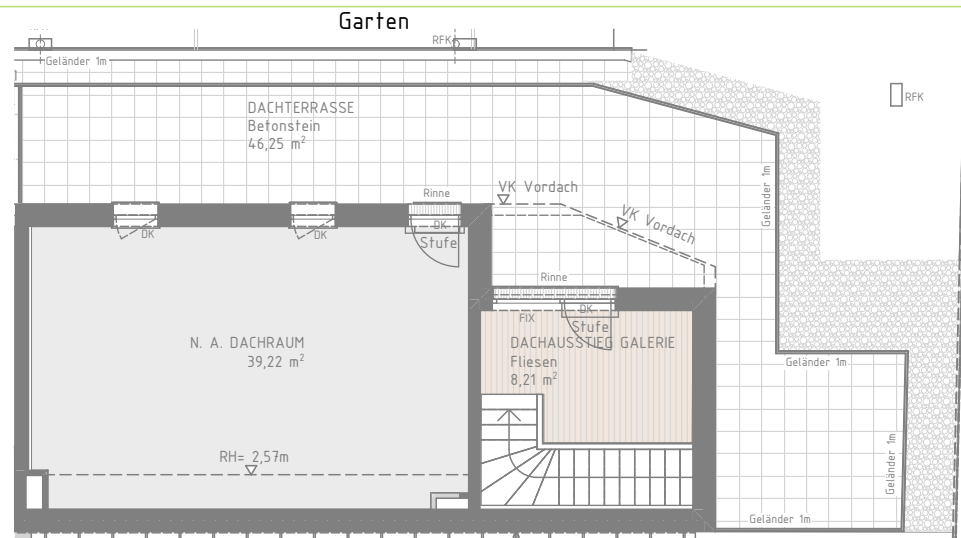 Garten
RFK
Geländer 1m
RFK
DACHTERRASSE
Betonstein
46,25 m²
Geländer 1m
Rinne
VK Vordach
VK Vordach
DK
DK
DK
Stufe
Rinne
FIX
DK
Stufe
N. A. DACHRAUM
39,22 m²
DACHAUSSTIEG GALERIE
Fliesen
8,21 m²
Geländer 1m
RH= 2,57m
Geländer 1m
Geländer 1m